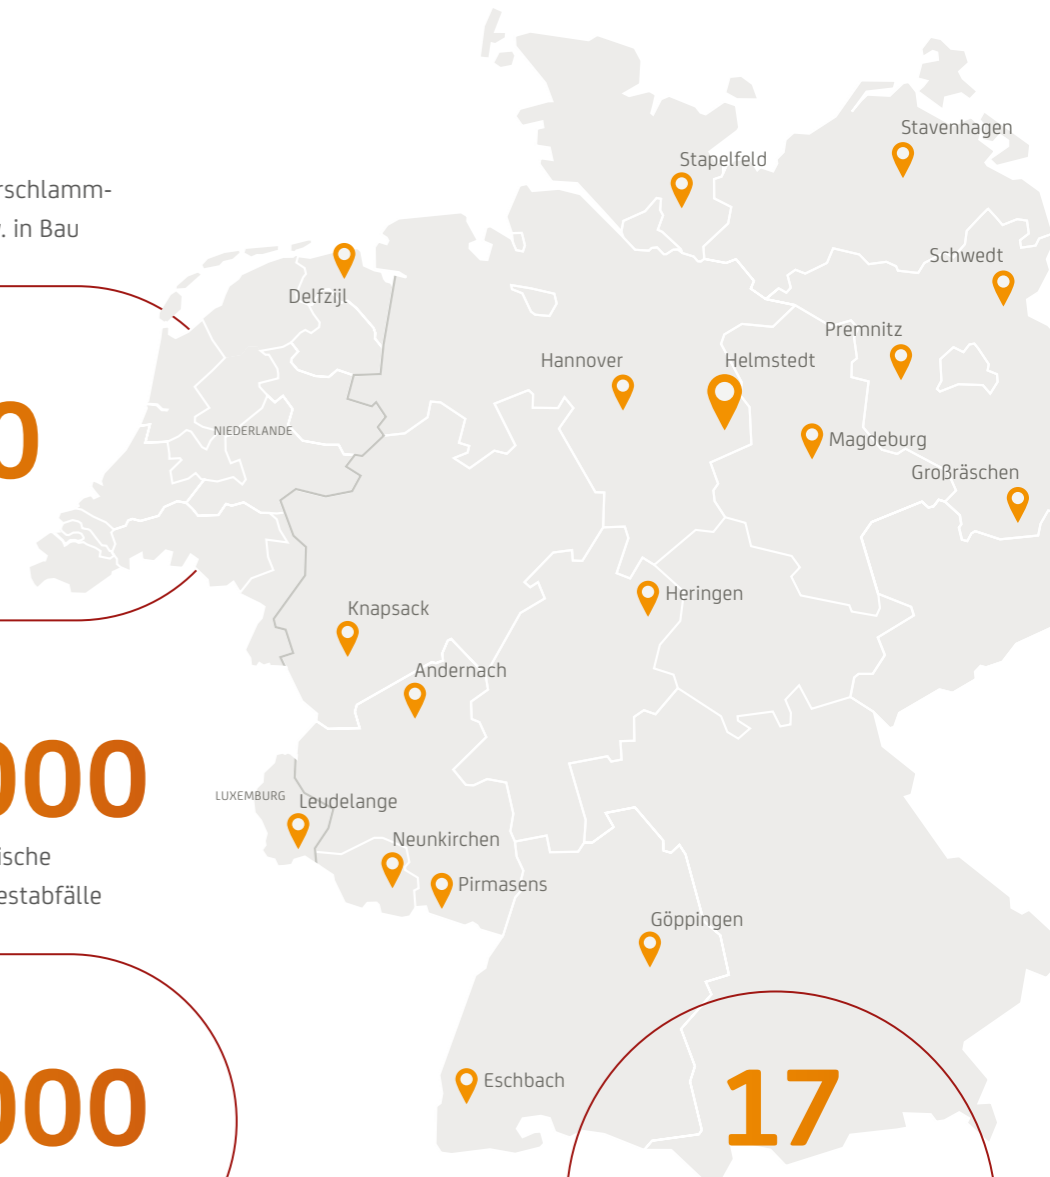 Stavenhagen
Stapelfeld
rschlamm-
. in Bau
Schwedt
Delfzijl
Premnitz
Hannover
Helmstedt
0
NIEDERLANDE
Magdeburg
Großräschen
Heringen
Knapsack
Andernach
000
LUXEMBURG
Leudelange
Neunkirchen
ische
Pirmasens
estabfälle
Göppingen
Eschbach
000
17